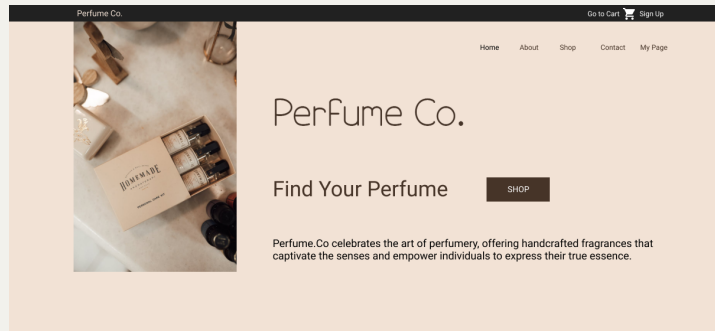 Perfume Co.
Go to Cart Sign Up
Home About Shop Contact My Page
Perfume Co.
HOMEMADE
Find Your Perfume
SHOP
Perfume.Co celebrates the art of perfumery, offering handcrafted fragrances that
captivate the senses and empower individuals to express their true essence.